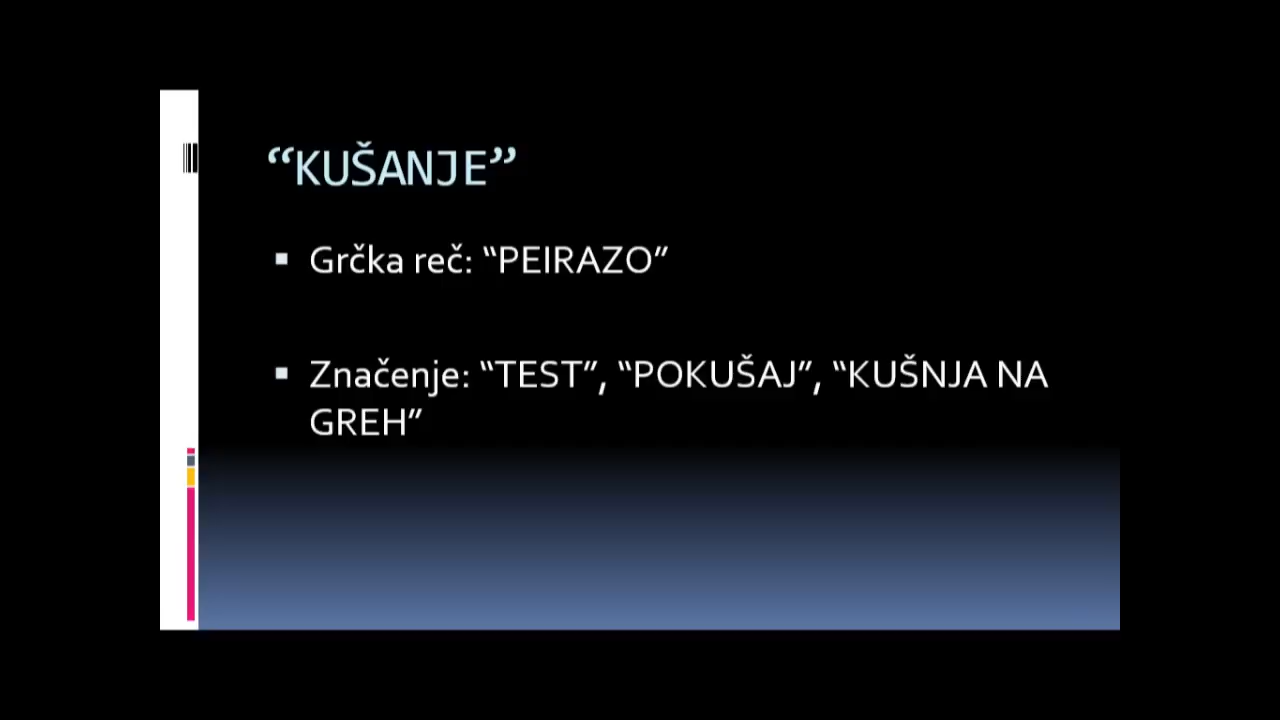 “KUŠANJE”
Grčka reč: “PEIRAZO”
Značenje: “TEST”, “POKUŠAJ”, “KUŠNJA NA
GREH”